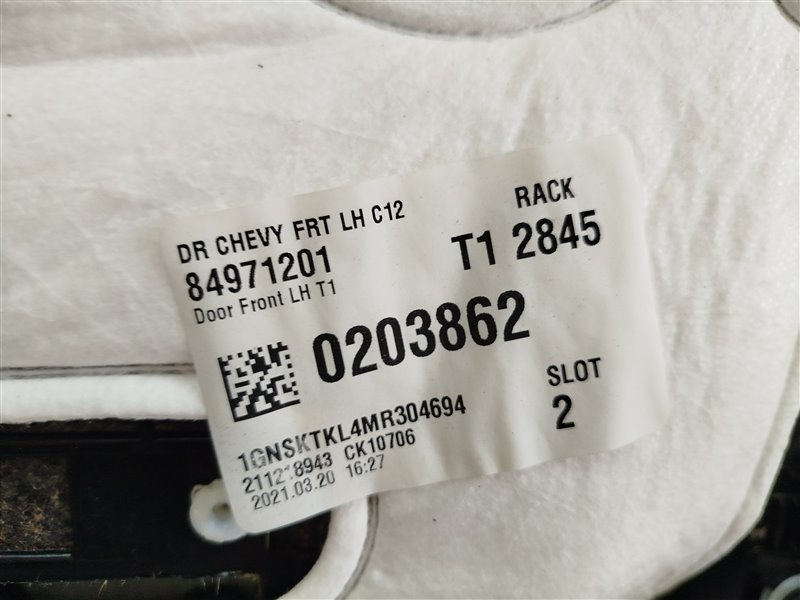 DR CHEVY FRT LH C12
84971201
Door Front LH T1
RACK
T1 2845
0203862
SLOT
2
1GNSKTKL4MR304694
CK10706
2021.03.20 16:27